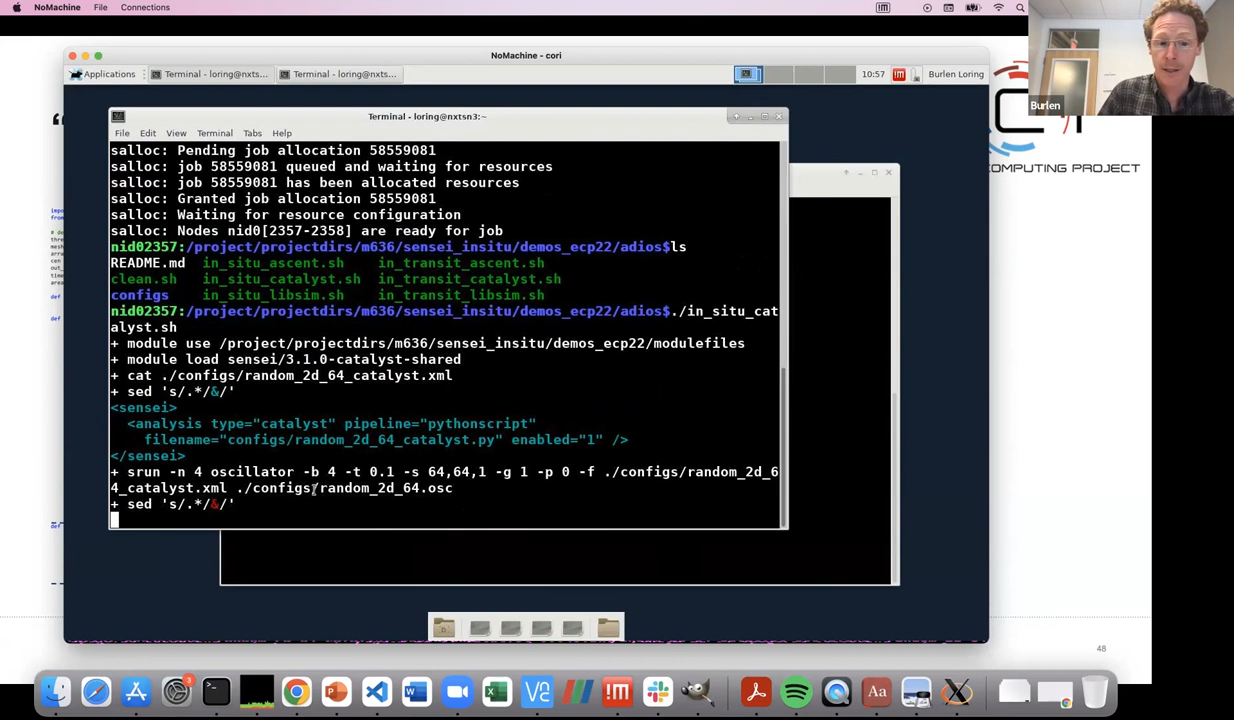 NoMachine File Connections
NoMachine - cori
Applications Terminal - loring@nxts... Terminal - loring@nxts... 10:57 Burlen Loring
Burlen
COMPUTING PROJECT
Terminal - loring@nxtsn3:~
File Edit View Terminal Tabs Help
salloc: Pending job allocation 58559081
salloc: job 58559081 queued and waiting for resources
salloc: job 58559081 has been allocated resources
salloc: Granted job allocation 58559081
salloc: Waiting for resource configuration
salloc: Nodes nid0[2357-2358] are ready for job
nid02357:/project/projectdirs/m636/sensei_insitu/demos_ecp22/adios$ls
README.md in_situ_ascent.sh in_transit_ascent.sh
clean.sh in_situ_catalyst.sh in_transit_catalyst.sh
configs in_situ_libsim.sh in_transit_libsim.sh
nid02357:/project/projectdirs/m636/sensei_insitu/demos_ecp22/adios$./in_situ_cat
alyst.sh
+ module use /project/projectdirs/m636/sensei_insitu/demos_ecp22/modulefiles
+ module load sensei/3.1.0-catalyst-shared
+ cat ./configs/random_2d_64_catalyst.xml
+ sed 's/.*/&/'
<sensei>
<analysis type="catalyst" pipeline="pythonscript"
filename="configs/random_2d_64_catalyst.py" enabled="1" />
</sensei>
+ srun -n 4 oscillator -b 4 -t 0.1 -s 64,64,1 -g 1 -p 0 -f ./configs/random_2d_6
4_catalyst.xml ./configs/random_2d_64.osc
+ sed 's/.*/&/'
48